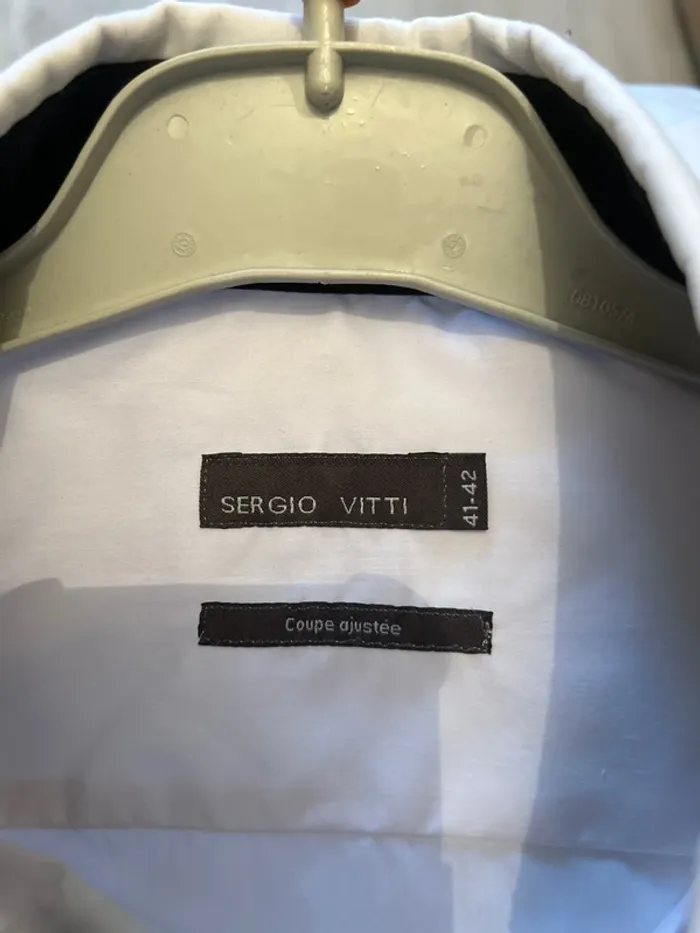 SERGIO VITTI
41-42
Coupe ajustée